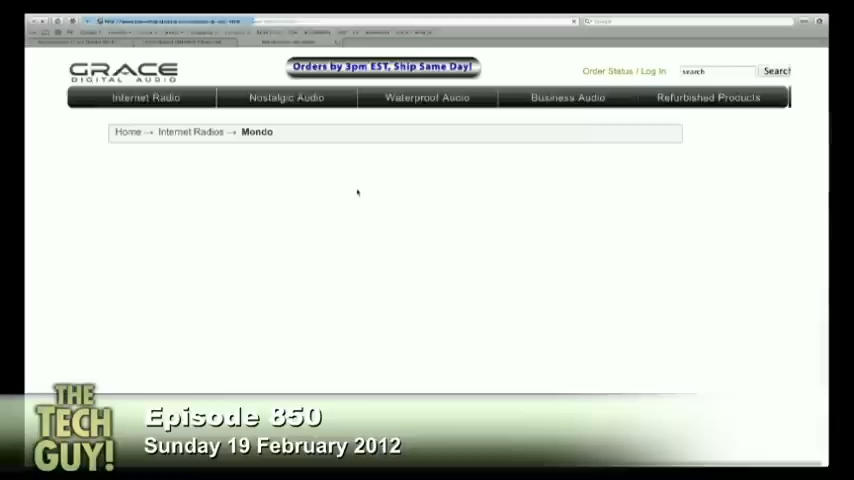 GRACE
DIGITAL AUDIO
Orders by 3pm EST, Ship Same Day!
Order Status / Log In
search
Search
Internet Radio
Nostalgic Audio
Waterproof Audio
Business Audio
Refurbished Products
Home → Internet Radios → Mondo
THE
TECH
GUY!
Episode 850
Sunday 19 February 2012